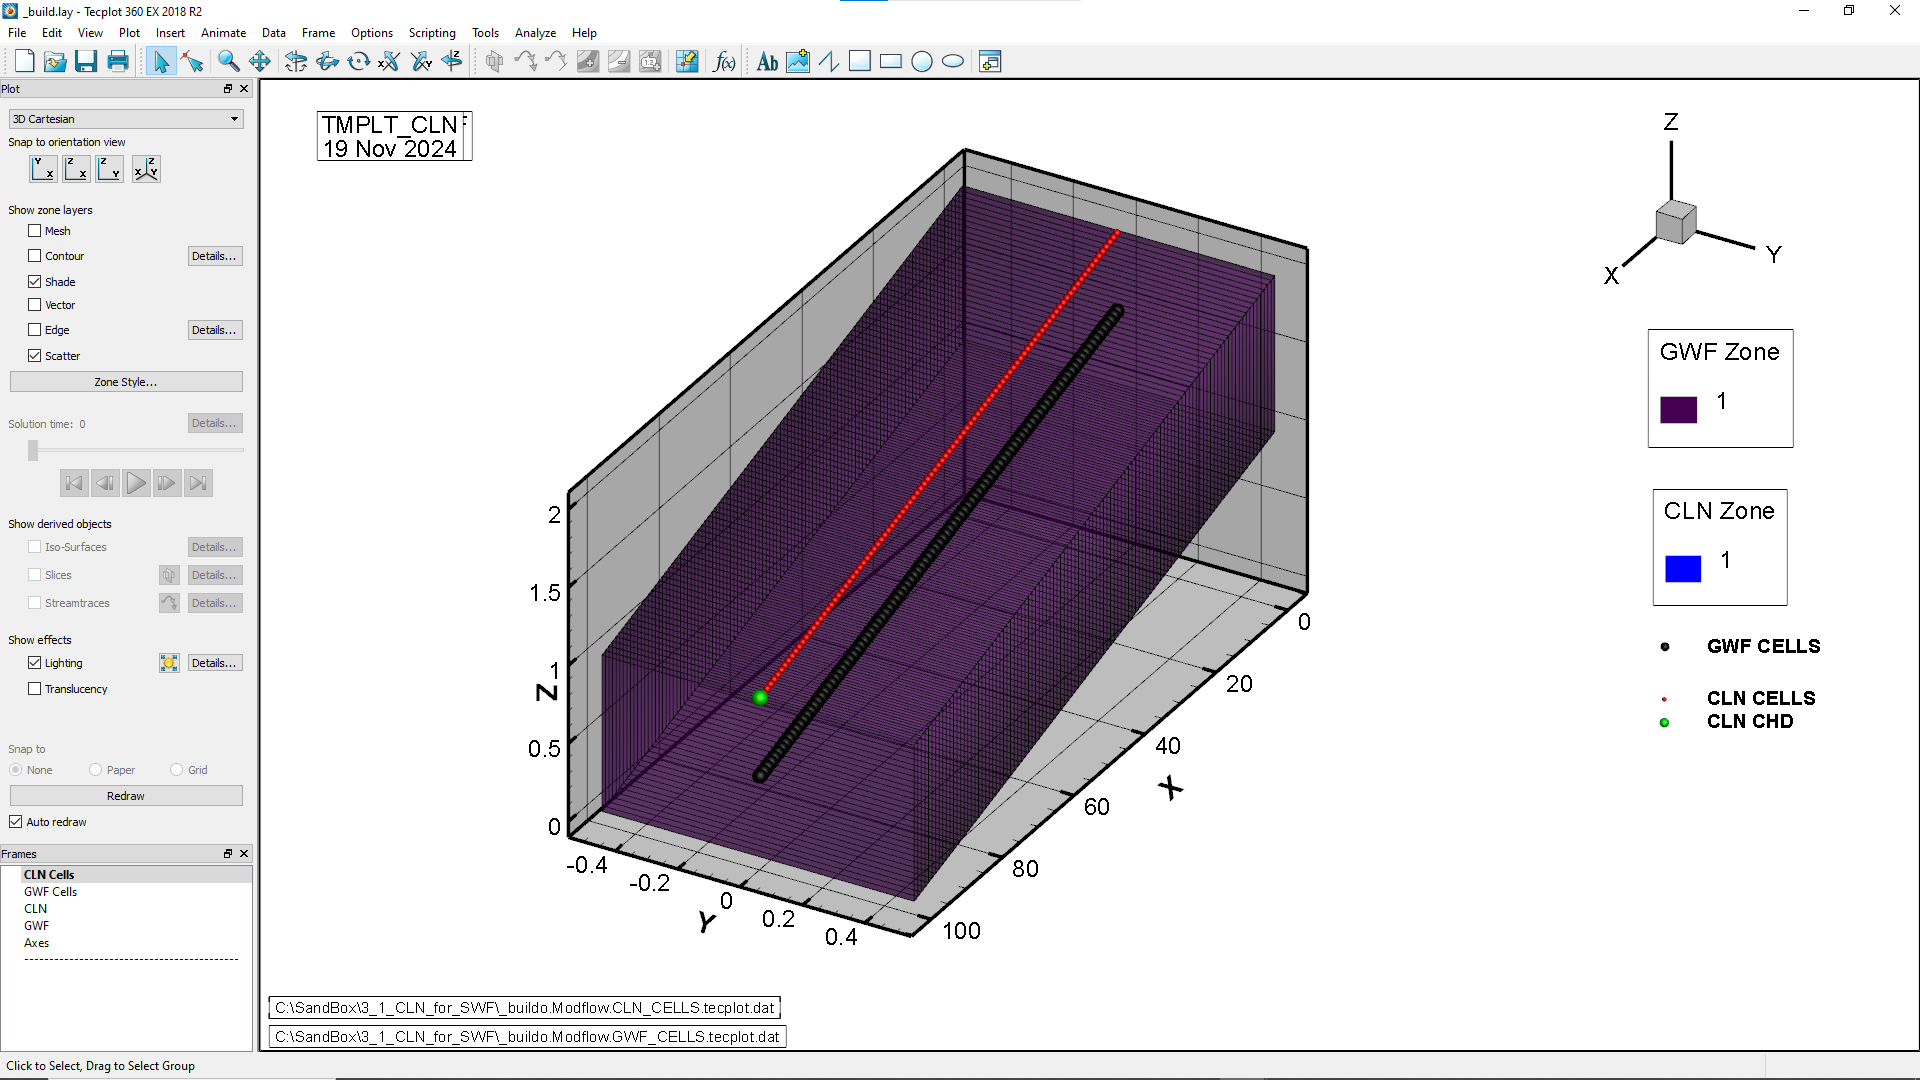 _build.lay - Tecplot 360 EX 2018 R2
File Edit View Plot Insert Animate Data Frame Options Scripting Tools Analyze Help
Plot
3D Cartesian
Snap to orientation view
Y X Z X Z Y Z X Y
Show zone layers
Mesh
Contour Details...
Shade
Vector
Edge Details...
Scatter
Zone Style...
Solution time: 0 Details...
Show derived objects
Iso-Surfaces Details...
Slices Details...
Streamtraces Details...
Show effects
Lighting Details...
Translucency
Snap to
None Paper Grid
Redraw
Auto redraw
Frames
CLN Cells
GWF Cells
CLN
GWF
Axes
TMPLT_CLN
19 Nov 2024
Z
Y
X
GWF Zone
1
CLN Zone
1
GWF CELLS
CLN CELLS
CLN CHD
2
1.5
1
Z
0.5
0
-0.4
-0.2
0
0.2
0.4
Y
0
20
40
60
80
100
X
C:\SandBox\3_1_CLN_for_SWF\_buildo.Modflow.CLN_CELLS.tecplot.dat
C:\SandBox\3_1_CLN_for_SWF\_buildo.Modflow.GWF_CELLS.tecplot.dat
Click to Select, Drag to Select Group